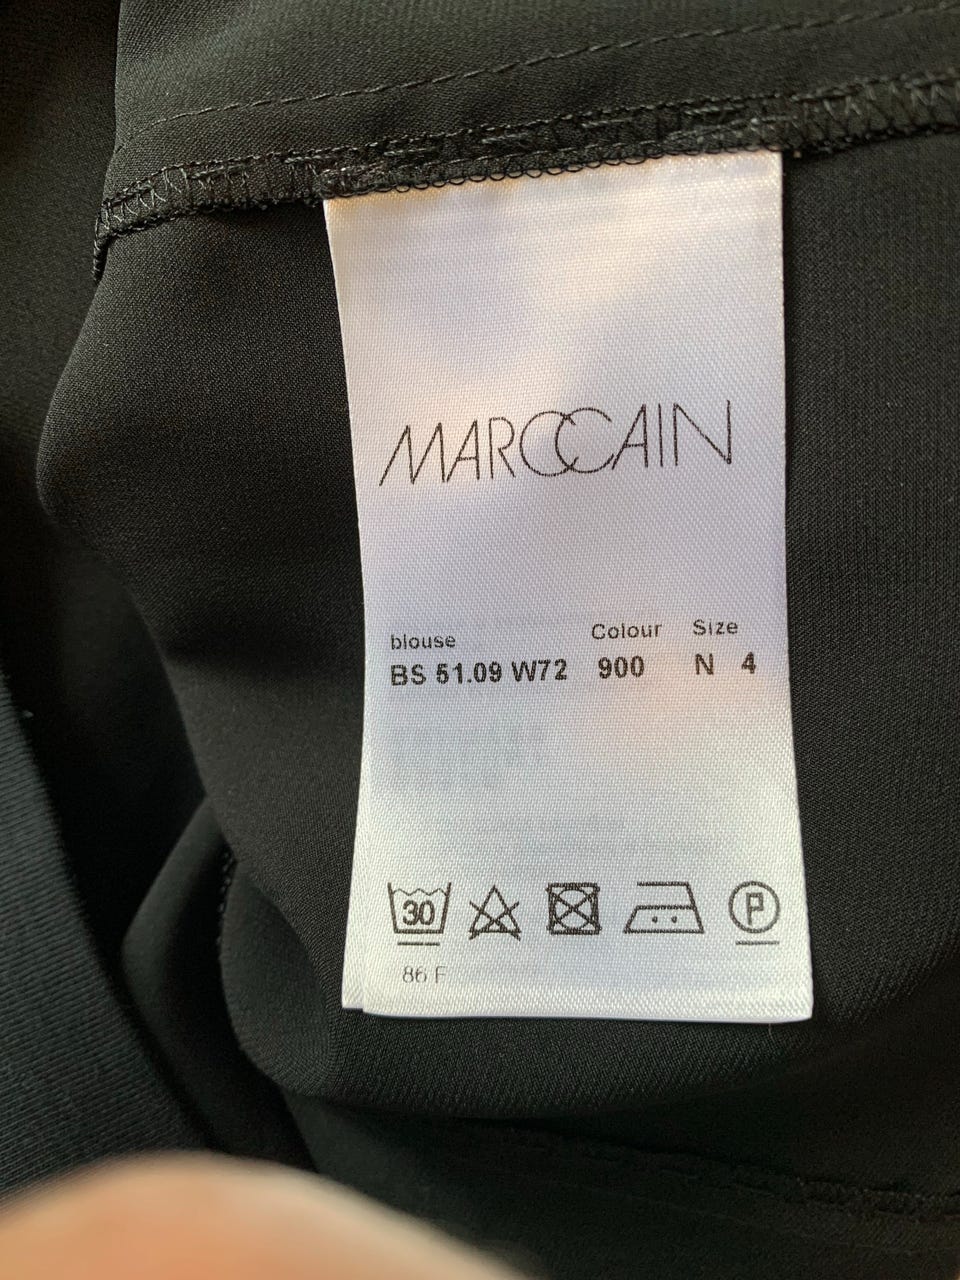 MARCCAIN
blouse Colour Size
BS 51.09 W72 900 N 4
30 P
86 F